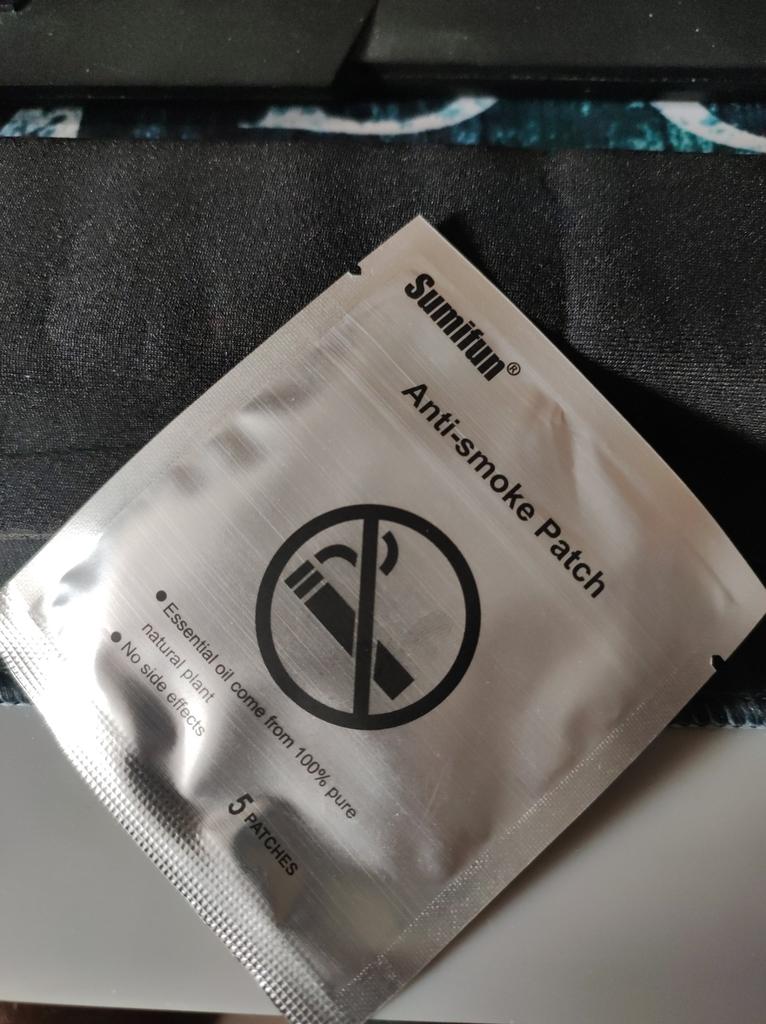 Sumifun®
Anti-smoke Patch
● Essential oil come from 100% pure
natural plant
● No side effects
5 PATCHES